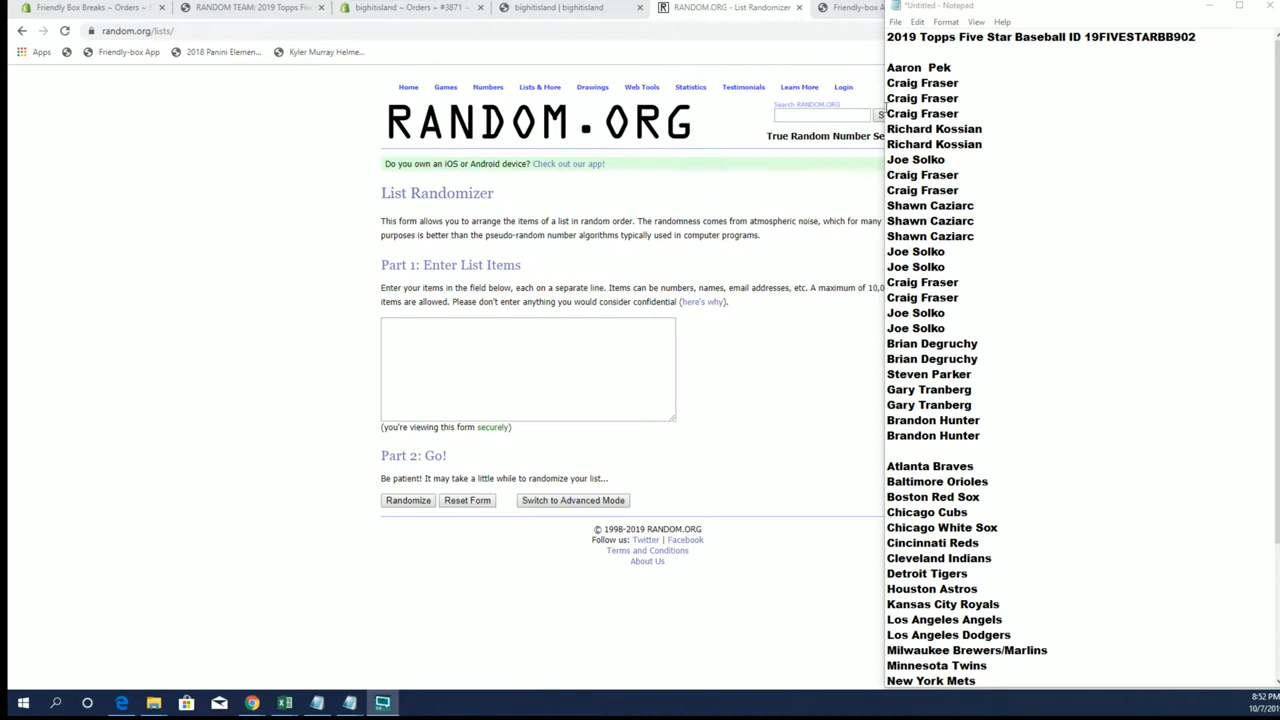 Friendly Box Breaks ~ Orders ~ S
RANDOM TEAM: 2019 Topps Five
bighitisland ~ Orders ~ #3871 ~
bighitisland | bighitisland
RANDOM.ORG - List Randomizer
Friendly-box
random.org/lists/
Apps
Friendly-box App
2018 Panini Elemen...
Kyler Murray Helme...
Home
Games
Numbers
Lists & More
Drawings
Web Tools
Statistics
Testimonials
Learn More
Login
RANDOM.ORG
Search RANDOM.ORG
True Random Number Se
Do you own an iOS or Android device? Check out our app!
List Randomizer
This form allows you to arrange the items of a list in random order. The randomness comes from atmospheric noise, which for many
purposes is better than the pseudo-random number algorithms typically used in computer programs.
Part 1: Enter List Items
Enter your items in the field below, each on a separate line. Items can be numbers, names, email addresses, etc. A maximum of 10,0
items are allowed. Please don't enter anything you would consider confidential (here's why).
(you're viewing this form securely)
Part 2: Go!
Be patient! It may take a little while to randomize your list...
Randomize
Reset Form
Switch to Advanced Mode
© 1998-2019 RANDOM.ORG
Follow us: Twitter | Facebook
Terms and Conditions
About Us
*Untitled - Notepad
File Edit Format View Help
2019 Topps Five Star Baseball ID 19FIVESTARBB902
Aaron Pek
Craig Fraser
Craig Fraser
Craig Fraser
Richard Kossian
Richard Kossian
Joe Solko
Craig Fraser
Craig Fraser
Shawn Caziarc
Shawn Caziarc
Shawn Caziarc
Joe Solko
Joe Solko
Craig Fraser
Craig Fraser
Joe Solko
Joe Solko
Brian Degruchy
Brian Degruchy
Steven Parker
Gary Tranberg
Gary Tranberg
Brandon Hunter
Brandon Hunter
Atlanta Braves
Baltimore Orioles
Boston Red Sox
Chicago Cubs
Chicago White Sox
Cincinnati Reds
Cleveland Indians
Detroit Tigers
Houston Astros
Kansas City Royals
Los Angeles Angels
Los Angeles Dodgers
Milwaukee Brewers/Marlins
Minnesota Twins
New York Mets
8:52 PM
10/7/201